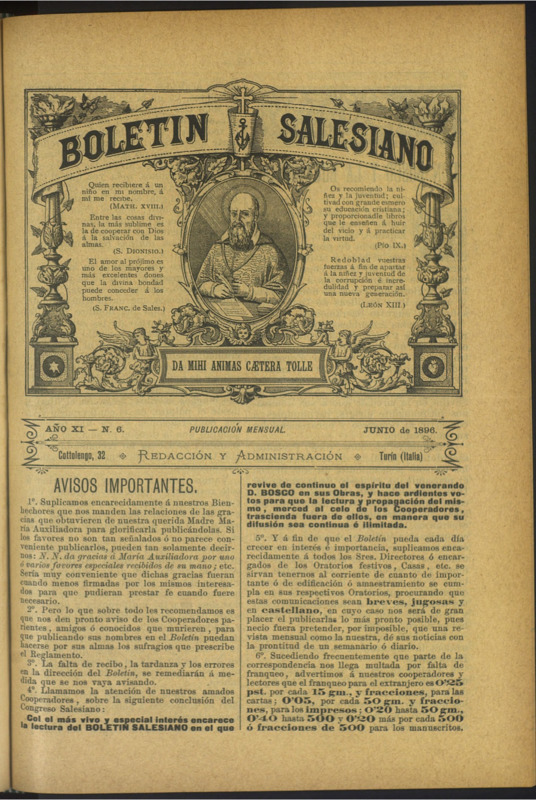 BOLETIN SALESIANO
Quien recibiere á un
niño en mi nombre, á
mí me recibe.
(MATH. XVIII.)
Entre las cosas divi-
nas, la más sublime es
la de cooperar con Dios
á la salvación de las
almas.
(S. DIONISIO.)
El amor al prójimo es
uno de los mayores y
más excelentes dones
que la divina bondad
puede conceder á los
hombres.
(S. FRANC. de Sales.)
Os recomiendo la ni-
ñez y la juventud; cul-
tivad con grande esmero
su educación cristiana;
y proporcionadle libros
que le enseñen á huir
del vicio y á practicar
la virtud.
(Pío IX.)
Redoblad vuestras
fuerzas á fin de apartar
á la niñez y juventud de
la corrupción é incre-
dulidad y preparar así
una nueva generación.
(LEÓN XIII.)
DA MIHI ANIMAS CÆTERA TOLLE
AÑO XI — N. 6.
PUBLICACIÓN MENSUAL.
JUNIO de 1896.
Cottolengo, 32
REDACCIÓN Y ADMINISTRACIÓN
Turín (Italia)
AVISOS IMPORTANTES.
1°. Suplicamos encarecidamente á nuestros Bien-
hechores que nos manden las relaciones de las gra-
cias que obtuvieren de nuestra querida Madre Ma-
ría Auxiliadora para glorificarla publicándolas. Si
los favores no son tan señalados ó no parece con-
veniente publicarlos, pueden tan solamente decir-
nos: N. N. da gracias á María Auxiliadora por uno
ó varios favores especiales recibidos de su mano; etc.
Sería muy conveniente que dichas gracias fueran
cuando menos firmadas por los mismos interesa-
dos para que pudieran prestar fe cuando fuere
necesario.
2°. Pero lo que sobre todo les recomendamos es
que nos den pronto aviso de los Cooperadores pa-
rientes, amigos ó conocidos que murieren, para
que publicando sus nombres en el Boletín puedan
hacerse por sus almas los sufragios que prescribe
el Reglamento.
3°. La falta de recibo, la tardanza y los errores
en la dirección del Boletín, se remediarán á me-
dida que se nos vaya avisando.
4°. Llamamos la atención de nuestros amados
Cooperadores, sobre la siguiente conclusión del
Congreso Salesiano:
Col el más vivo y especial interés encarece
la lectura del BOLETIN SALESIANO en el que
revive de continuo el espíritu del venerando
D. BOSCO en sus Obras, y hace ardientes vo-
tos para que la lectura y propagación del mis-
mo, merced al celo de los Cooperadores,
trascienda fuera de ellos, en manera que su
difusión sea continua é ilimitada.
5°. Y á fin de que el Boletín pueda cada día
crecer en interés é importancia, suplicamos enca-
recidamente á todos los Sres. Directores ó encar-
gados de los Oratorios festivos, Casas, etc. se
sirvan tenernos al corriente de cuanto de impor-
tante ó de edificación ó amaestramiento se cum-
pla en sus respectivos Oratorios, procurando que
estas comunicaciones sean breves, jugosas y
en castellano, en cuyo caso nos será de gran
placer el publicarlas lo más pronto posible, pues
necio fuera pretender, por imposible, que una re-
vista mensual como la nuestra, dé sus noticias con
la prontitud de un semanario ó diario.
6°. Sucediendo frecuentemente que parte de la
correspondencia nos llega multada por falta de
franqueo, advertimos á nuestros cooperadores y
lectores que el franqueo para el extranjero es 0'25
pst. por cada 15 gm., y fracciones, para las
cartas; 0'05, por cada 50 gm. y fraccio-
nes, para los impresos; 0'20 hasta 50 gm.,
0'40 hasta 500 y 0'20 más por cada 500
ó fracciones de 500 para los manuscritos.